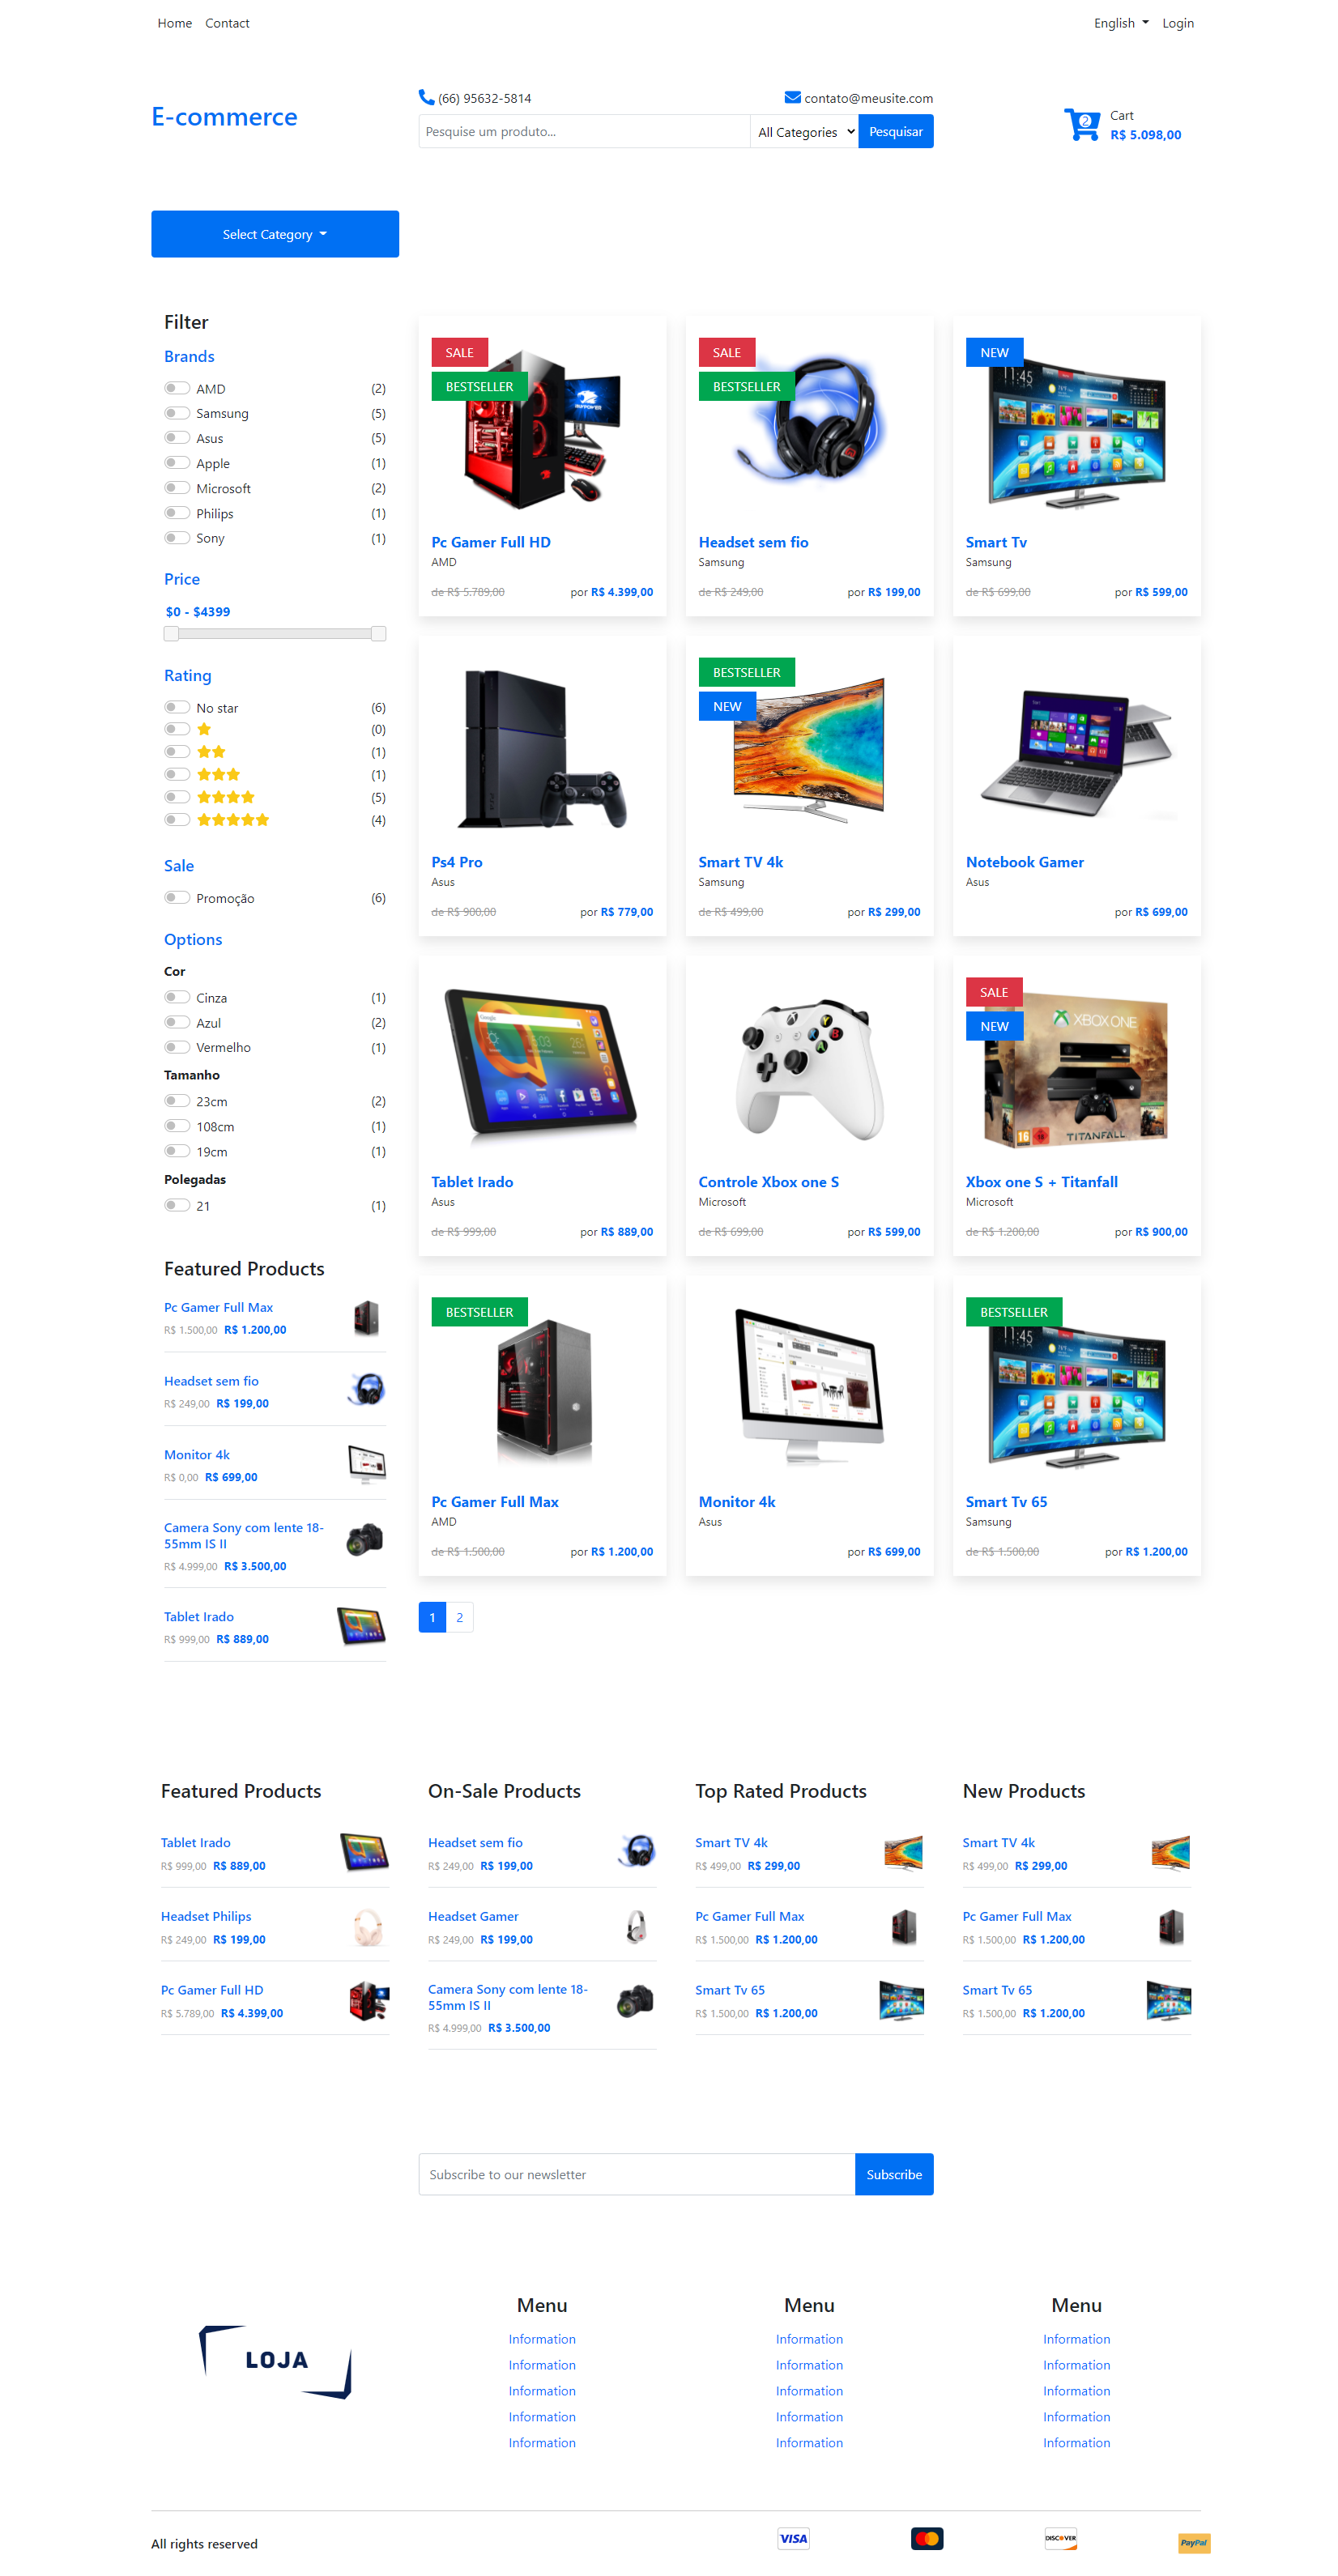 Home Contact English Login
(66) 95632-5814 contato@meusite.com
E-commerce
Pesquise um produto... All Categories Pesquisar
2 Cart
R$ 5.098,00
Select Category
Filter
Brands
AMD (2)
Samsung (5)
Asus (5)
Apple (1)
Microsoft (2)
Philips (1)
Sony (1)
Price
$0 - $4399
Rating
No star (6)
(0)
(1)
(1)
(5)
(4)
Sale
Promoção (6)
Options
Cor
Cinza (1)
Azul (2)
Vermelho (1)
Tamanho
23cm (2)
108cm (1)
19cm (1)
Polegadas
21 (1)
Featured Products
Pc Gamer Full Max
R$ 1.500,00 R$ 1.200,00
Headset sem fio
R$ 249,00 R$ 199,00
Monitor 4k
R$ 0,00 R$ 699,00
Camera Sony com lente 18-
55mm IS II
R$ 4.999,00 R$ 3.500,00
Tablet Irado
R$ 999,00 R$ 889,00
SALE
BESTSELLER
Pc Gamer Full HD
AMD
de R$ 5.789,00 por R$ 4.399,00
SALE
BESTSELLER
Headset sem fio
Samsung
de R$ 249,00 por R$ 199,00
NEW
11:45
Smart Tv
Samsung
de R$ 699,00 por R$ 599,00
Ps4 Pro
Asus
de R$ 900,00 por R$ 779,00
BESTSELLER
NEW
Smart TV 4k
Samsung
de R$ 499,00 por R$ 299,00
Notebook Gamer
Asus
por R$ 699,00
Google
Tablet Irado
Asus
de R$ 999,00 por R$ 889,00
Y
X B
A
Controle Xbox one S
Microsoft
de R$ 699,00 por R$ 599,00
SALE
NEW
XBOX ONE
16 18
TITANFALL
Xbox one S + Titanfall
Microsoft
de R$ 1.200,00 por R$ 900,00
BESTSELLER
Pc Gamer Full Max
AMD
de R$ 1.500,00 por R$ 1.200,00
Monitor 4k
Asus
por R$ 699,00
BESTSELLER
11:45
Smart Tv 65
Samsung
de R$ 1.500,00 por R$ 1.200,00
1 2
Featured Products
Tablet Irado
R$ 999,00 R$ 889,00
Headset Philips
R$ 249,00 R$ 199,00
Pc Gamer Full HD
R$ 5.789,00 R$ 4.399,00
On-Sale Products
Headset sem fio
R$ 249,00 R$ 199,00
Headset Gamer
R$ 249,00 R$ 199,00
Camera Sony com lente 18-
55mm IS II
R$ 4.999,00 R$ 3.500,00
Top Rated Products
Smart TV 4k
R$ 499,00 R$ 299,00
Pc Gamer Full Max
R$ 1.500,00 R$ 1.200,00
Smart Tv 65
R$ 1.500,00 R$ 1.200,00
New Products
Smart TV 4k
R$ 499,00 R$ 299,00
Pc Gamer Full Max
R$ 1.500,00 R$ 1.200,00
Smart Tv 65
R$ 1.500,00 R$ 1.200,00
Subscribe to our newsletter Subscribe
LOJA
Menu
Information
Information
Information
Information
Information
Menu
Information
Information
Information
Information
Information
Menu
Information
Information
Information
Information
Information
All rights reserved VISA DISCOVER PayPal